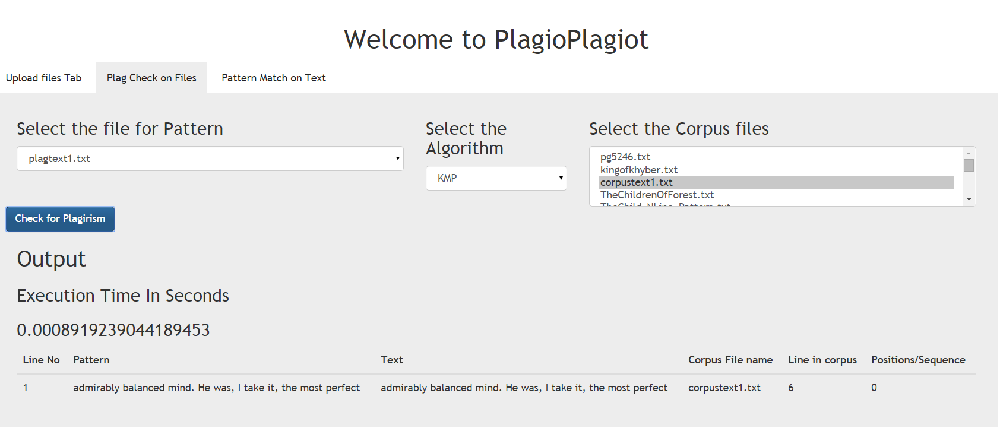 Welcome to PlagioPlagiot
Upload files Tab
Plag Check on Files
Pattern Match on Text
Select the file for Pattern
plagtext1.txt
Select the
Algorithm
KMP
Select the Corpus files
pg5246.txt
kingofkhyber.txt
corpustext1.txt
TheChildrenOfForest.txt
Check for Plagirism
Output
Execution Time In Seconds
0.0008919239044189453
Line No Pattern Text Corpus File name Line in corpus Positions/Sequence
1 admirably balanced mind. He was, I take it, the most perfect admirably balanced mind. He was, I take it, the most perfect corpustext1.txt 6 0